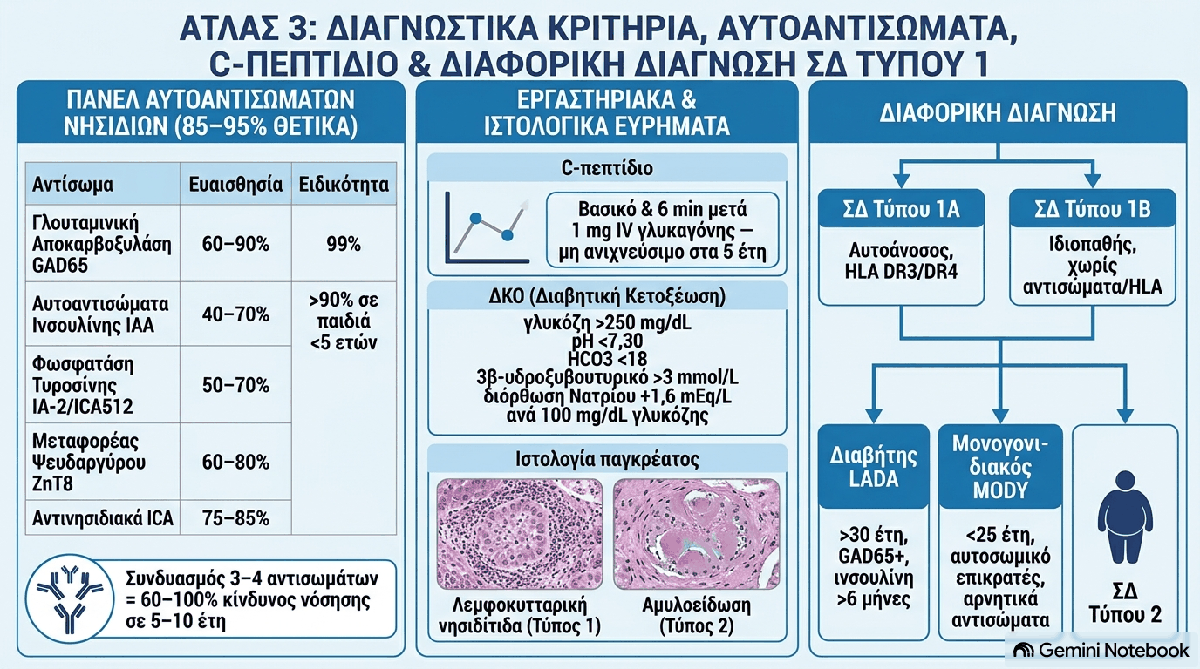 ΑΤΛΑΣ 3: ΔΙΑΓΝΩΣΤΙΚΑ ΚΡΙΤΗΡΙΑ, ΑΥΤΟΑΝΤΙΣΩΜΑΤΑ,
C-ΠΕΠΤΙΔΙΟ & ΔΙΑΦΟΡΙΚΗ ΔΙΑΓΝΩΣΗ ΣΔ ΤΥΠΟΥ 1
ΠΑΝΕΛ ΑΥΤΟΑΝΤΙΣΩΜΑΤΩΝ
ΝΗΣΙΔΙΩΝ (85–95% ΘΕΤΙΚΑ)
Αντίσωμα Ευαισθησία Ειδικότητα
Γλουταμινική
Αποκαρβοξυλάση
GAD65
60–90%
99%
Αυτοαντισώματα
Ινσουλίνης IAA
40–70%
>90% σε
παιδιά
<5 ετών
Φωσφατάση
Τυροσίνης
IA-2/ICA512
50–70%
Μεταφορέας
Ψευδαργύρου
ZnT8
60–80%
Αντινησιδιακά ICA
75–85%
Συνδυασμός 3–4 αντισωμάτων
= 60–100% κίνδυνος νόσησης
σε 5–10 έτη
ΕΡΓΑΣΤΗΡΙΑΚΑ &
ΙΣΤΟΛΟΓΙΚΑ ΕΥΡΗΜΑΤΑ
C-πεπτίδιο
Βασικό & 6 min μετά
1 mg IV γλυκαγόνης —
μη ανιχνεύσιμο στα 5 έτη
ΔΚΟ (Διαβητική Κετοξέωση)
γλυκόζη >250 mg/dL
pH <7,30
HCO3 <18
3β-υδροξυβουτυρικό >3 mmol/L
διόρθωση Νατρίου +1,6 mEq/L
ανά 100 mg/dL γλυκόζης
Ιστολογία παγκρέατος
Λεμφοκυτταρική
νησιδίτιδα (Τύπος 1)
Αμυλοείδωση
(Τύπος 2)
ΔΙΑΦΟΡΙΚΗ ΔΙΑΓΝΩΣΗ
ΣΔ Τύπου 1A
Αυτοάνοσος,
HLA DR3/DR4
ΣΔ Τύπου 1B
Ιδιοπαθής,
χωρίς
αντισώματα/HLA
Διαβήτης
LADA
>30 έτη,
GAD65+,
ινσουλίνη
>6 μήνες
Μονογονι-
διακός
MODY
<25 έτη,
αυτοσωμικό
επικρατές,
αρνητικά
αντισώματα
ΣΔ
Τύπου 2
Gemini Notebook